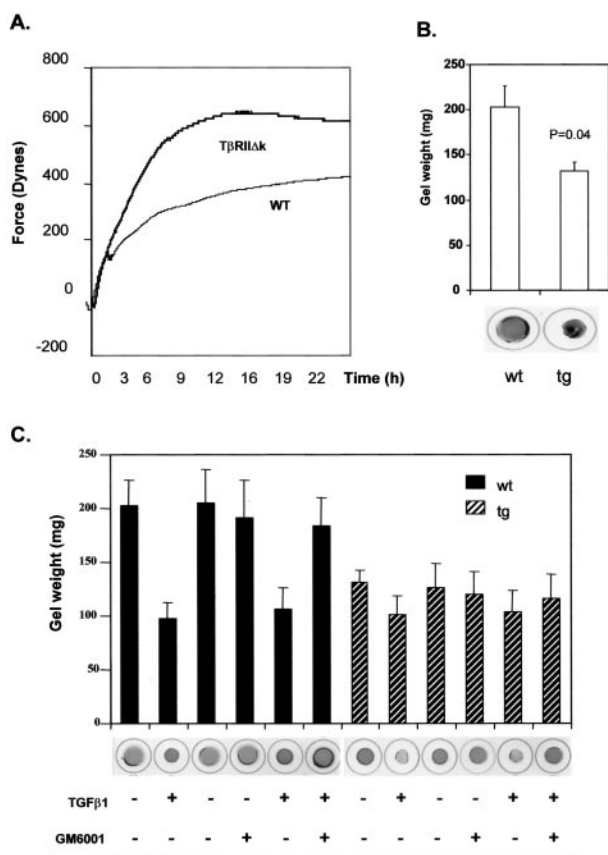 A.
800
600
400
200
0
-200
Force (Dynes)
TβRIIΔk
WT
0 3 6 9 12 16 19 22 Time (h)
B.
250
200
150
100
50
0
Gel weight (mg)
P=0.04
wt tg
C.
250
200
150
100
50
0
Gel weight (mg)
wt
tg
TGFβ1 - + - - + + - + - - + +
GM6001 - - - + - + - - - + - +